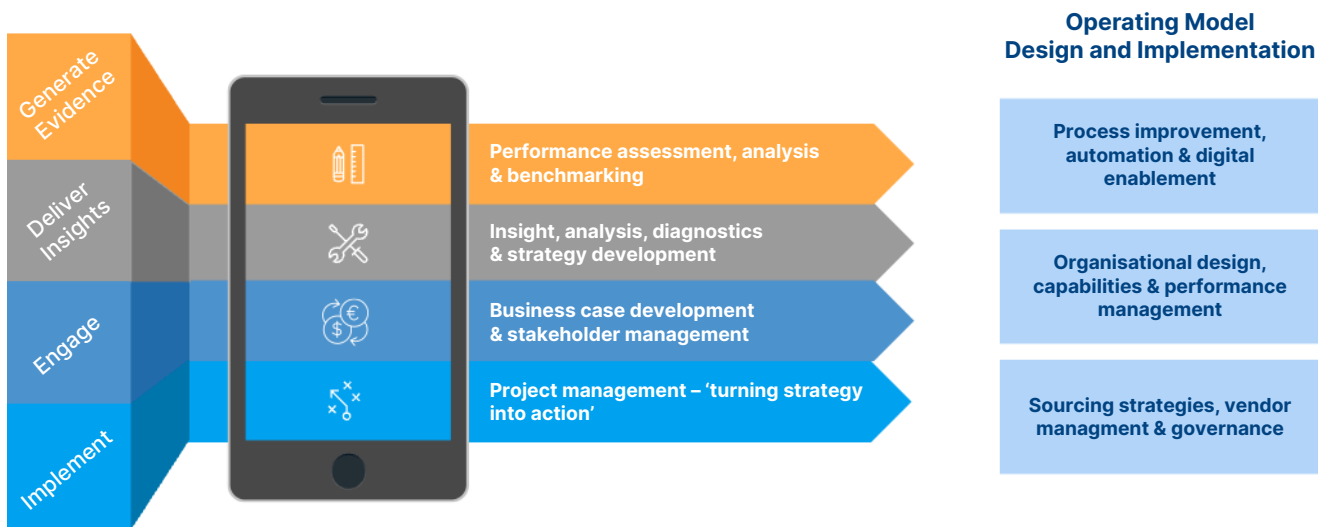 Generate
Evidence
Deliver
Insights
Engage
Implement
Performance assessment, analysis
& benchmarking
Insight, analysis, diagnostics
& strategy development
Business case development
& stakeholder management
Project management – ‘turning strategy
into action’
€
$
Operating Model
Design and Implementation
Process improvement,
automation & digital
enablement
Organisational design,
capabilities & performance
management
Sourcing strategies, vendor
managment & governance